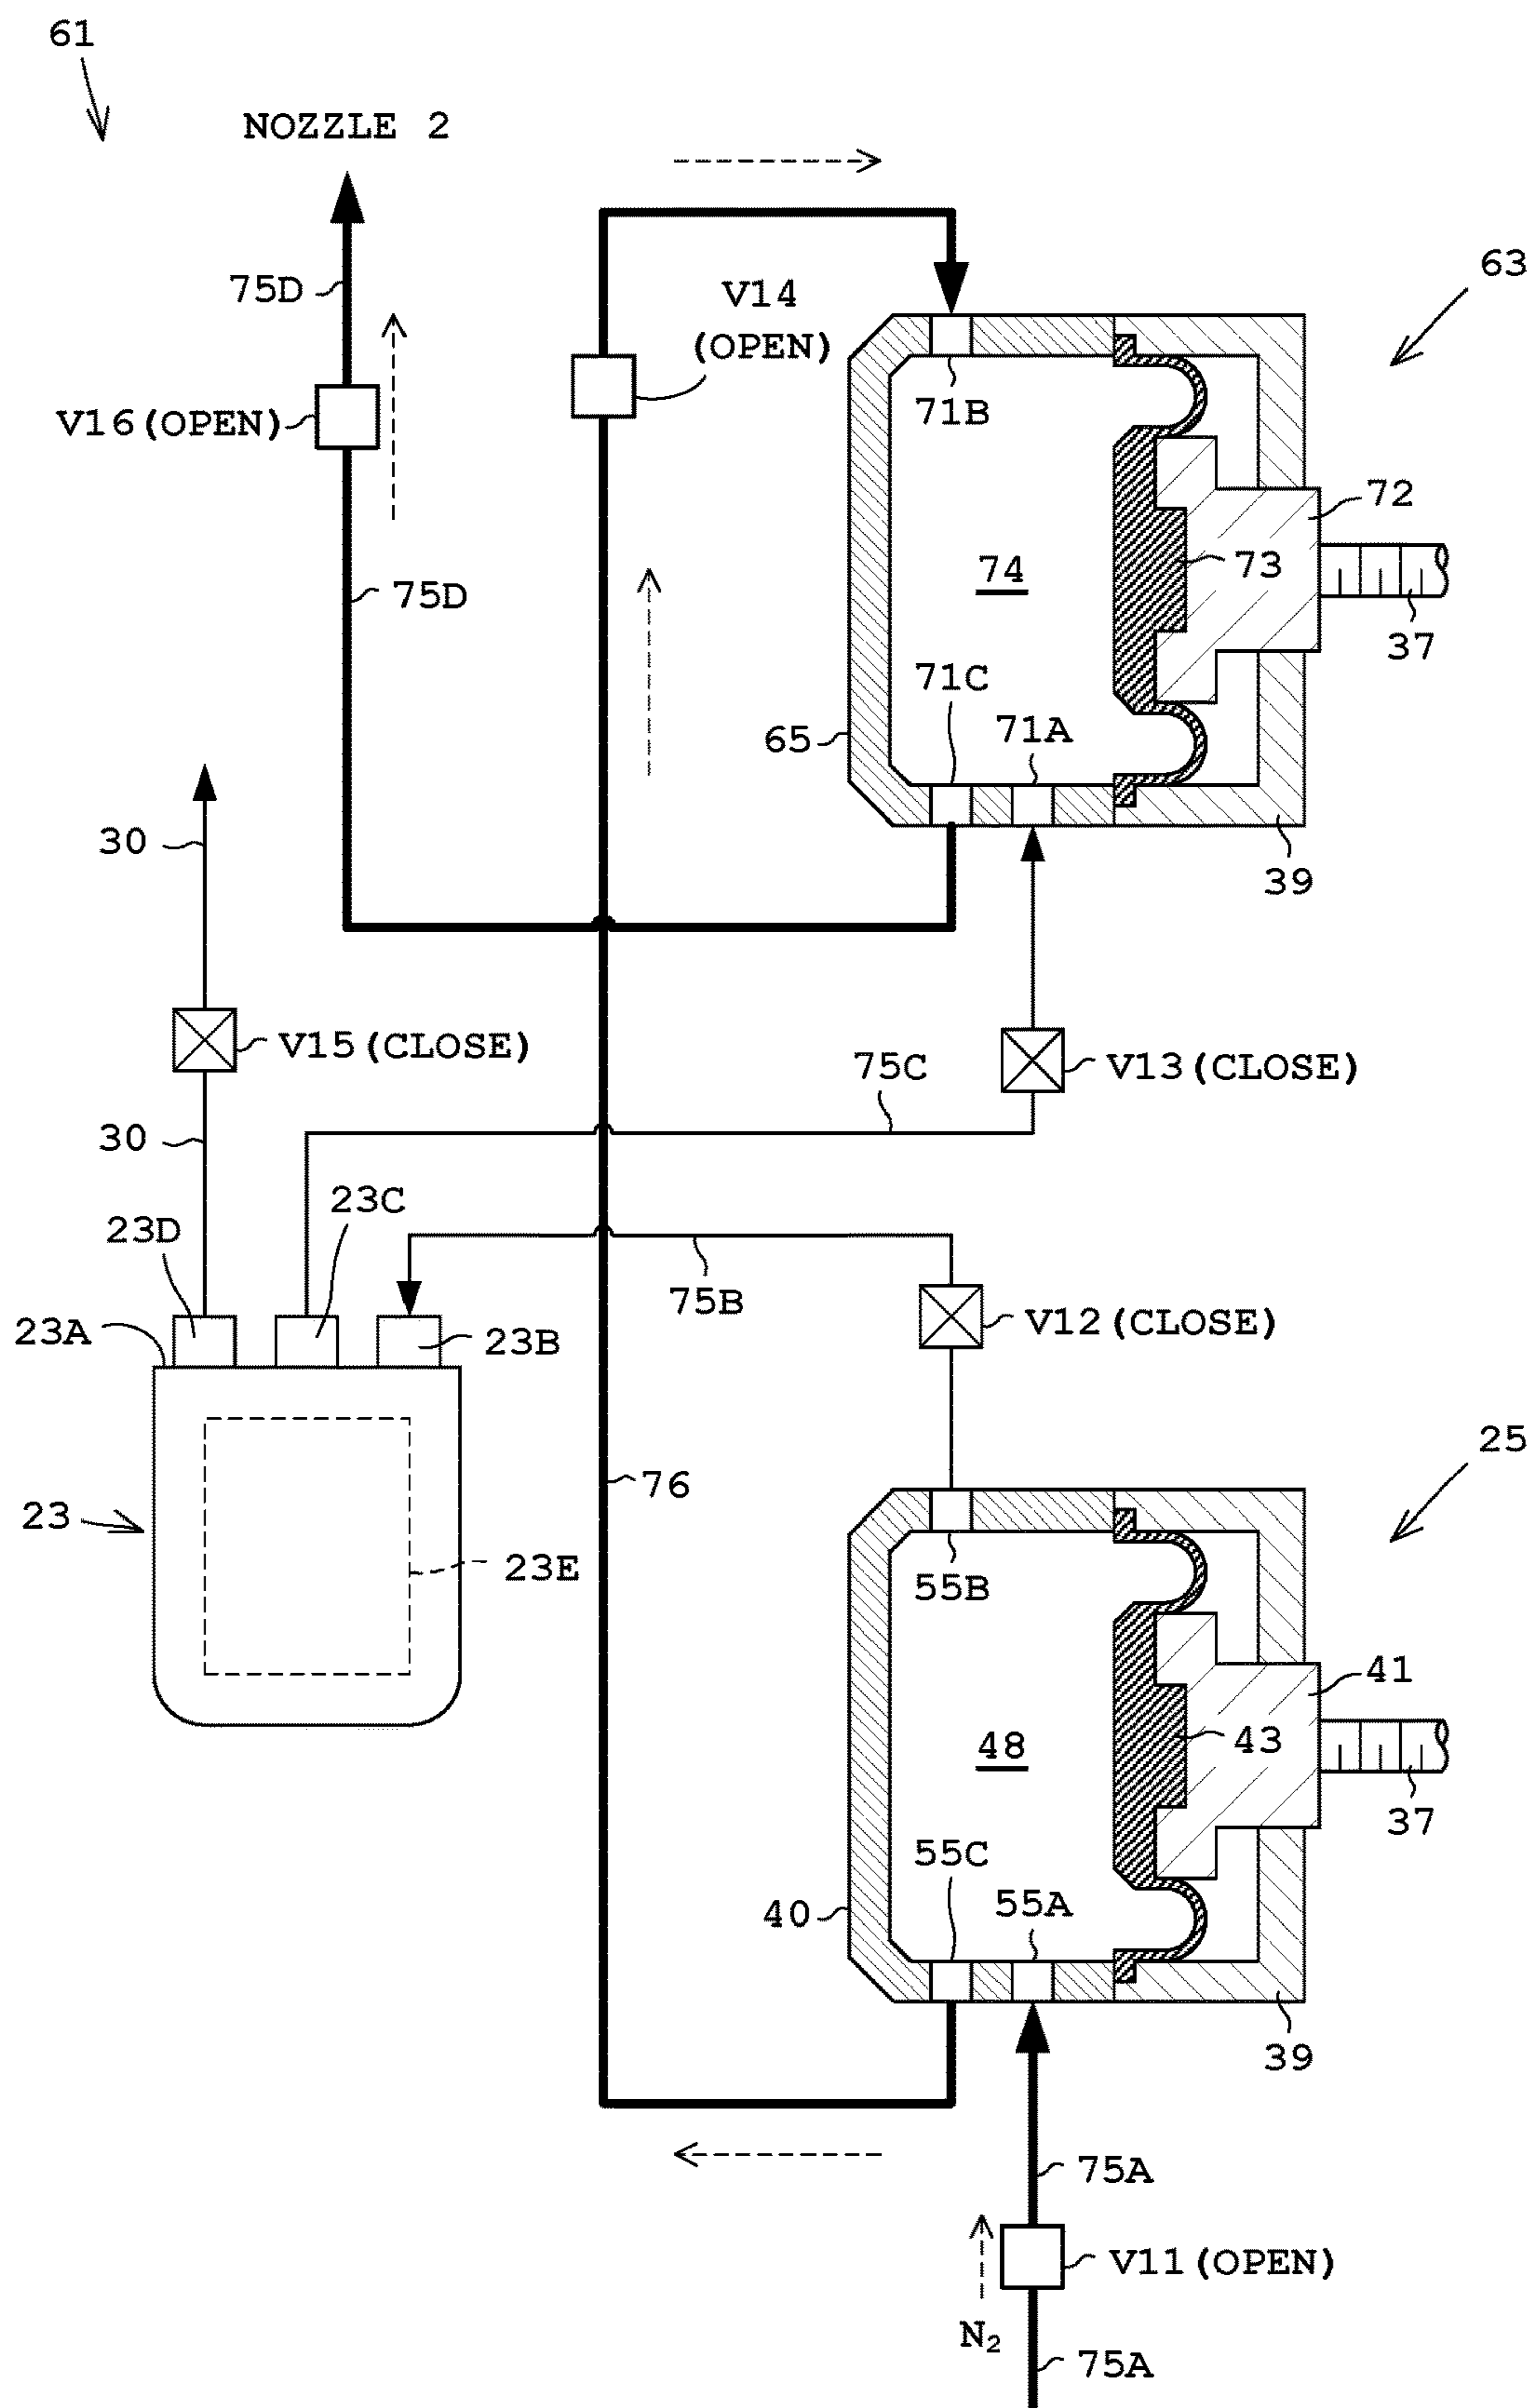 61
NOZZLE 2
75D
V14
(OPEN)
63
V16(OPEN)
71B
72
75D
74
73
37
71C
71A
65
30
39
V15(CLOSE)
75C
V13(CLOSE)
30
23C
23D
75B
23A
23B
V12(CLOSE)
25
76
23
23E
55B
41
48
43
37
55C
55A
40
39
75A
V11(OPEN)
N₂
75A